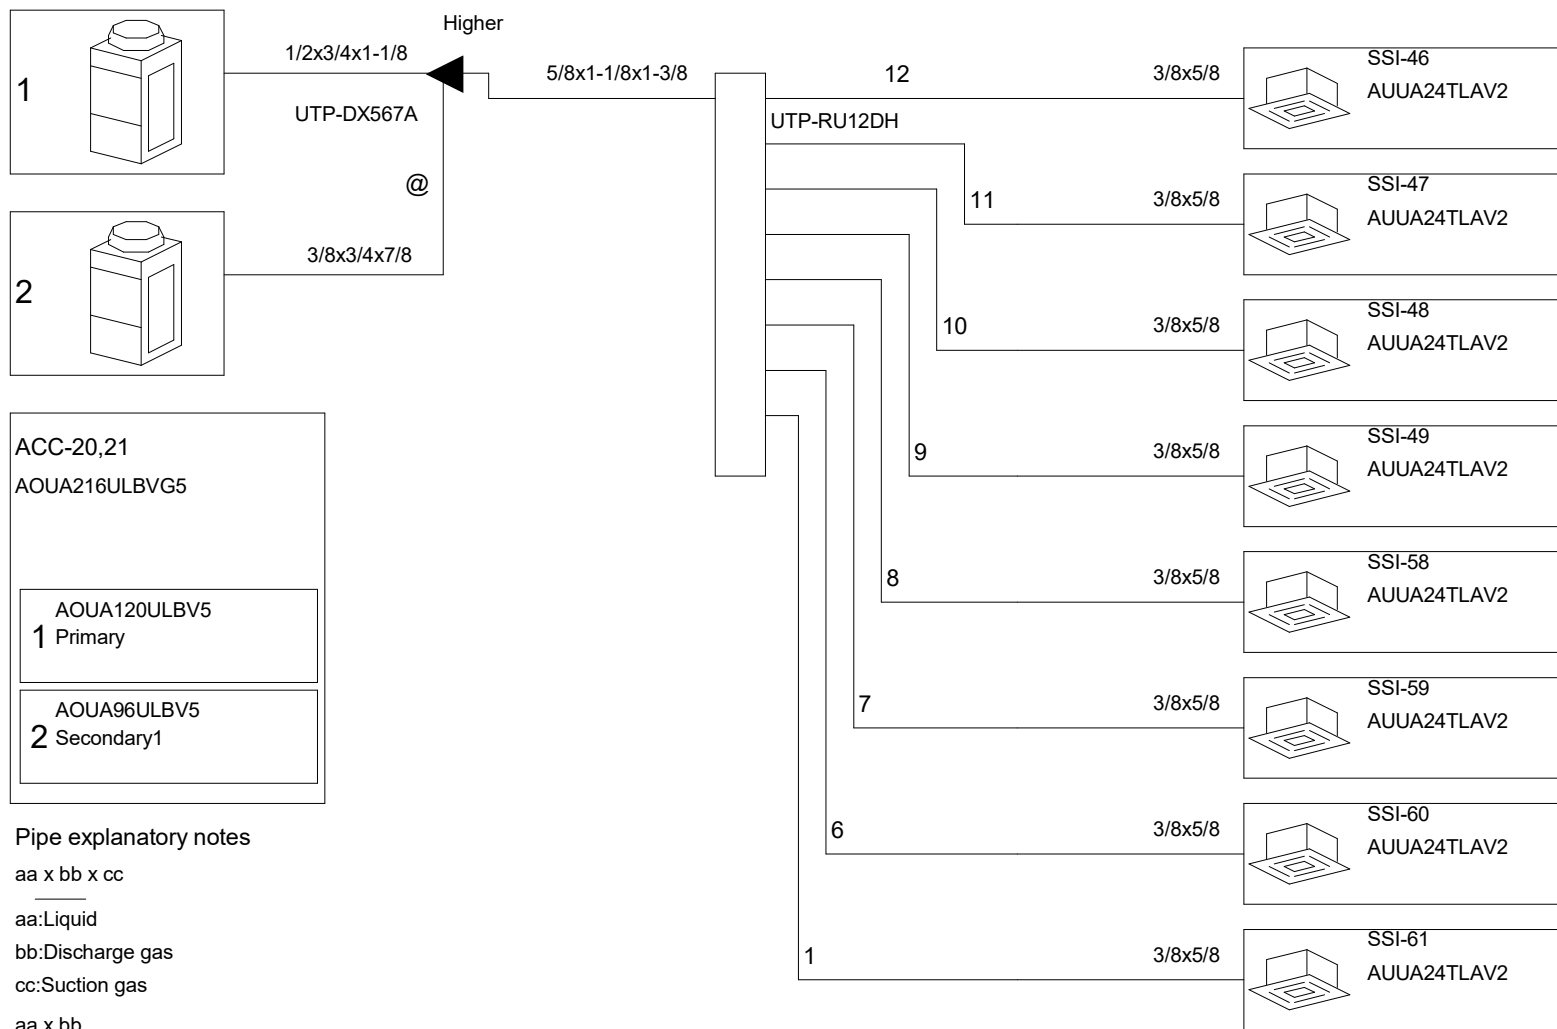 Higher
1/2x3/4x1-1/8
5/8x1-1/8x1-3/8
12
3/8x5/8
SSI-46
AUUA24TLAV2
1
UTP-DX567A
UTP-RU12DH
@
11
3/8x5/8
SSI-47
AUUA24TLAV2
3/8x3/4x7/8
2
10
3/8x5/8
SSI-48
AUUA24TLAV2
ACC-20,21
AOUA216ULBVG5
9
3/8x5/8
SSI-49
AUUA24TLAV2
8
3/8x5/8
SSI-58
AUUA24TLAV2
AOUA120ULBV5
1 Primary
AOUA96ULBV5
2 Secondary1
7
3/8x5/8
SSI-59
AUUA24TLAV2
6
3/8x5/8
SSI-60
AUUA24TLAV2
Pipe explanatory notes
aa x bb x cc
aa:Liquid
bb:Discharge gas
cc:Suction gas
aa x bb
1
3/8x5/8
SSI-61
AUUA24TLAV2